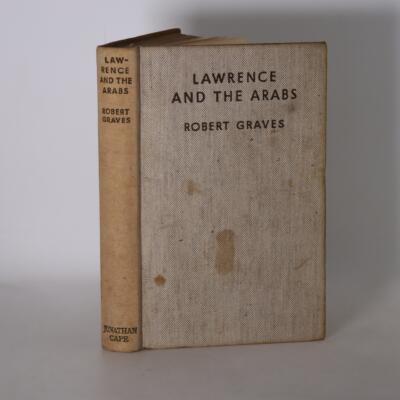 LAW-
RENCE
AND THE
ARABS
ROBERT
GRAVES
JONATHAN
CAPE
LAWRENCE
AND THE ARABS
ROBERT GRAVES